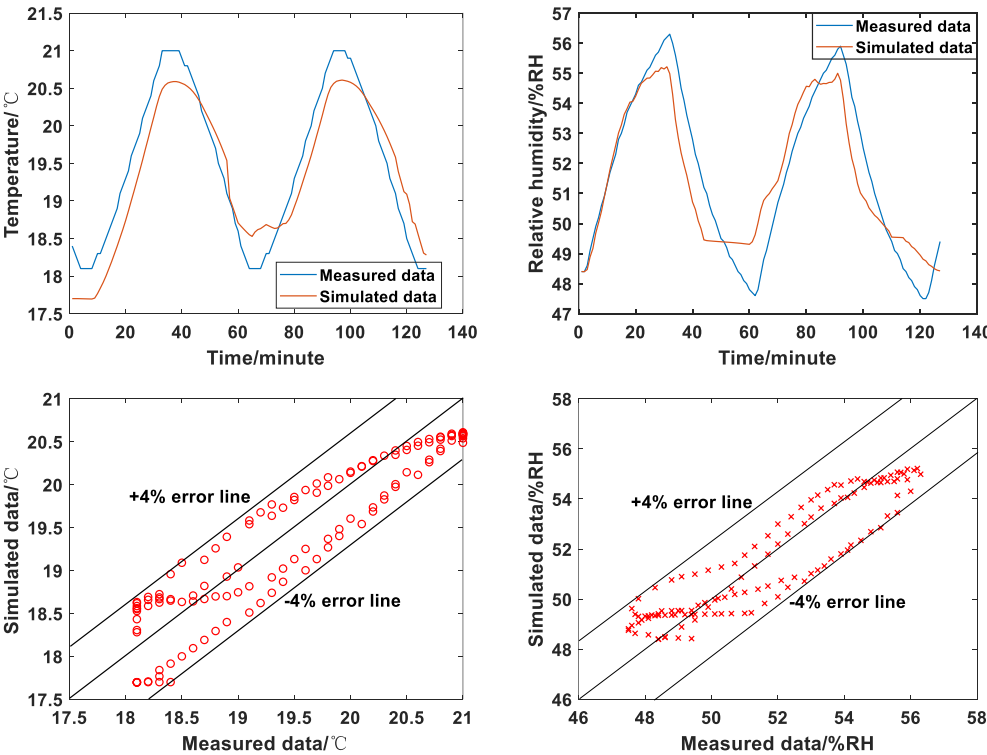 21.5
21
20.5
20
19.5
19
18.5
18
17.5
0 20 40 60 80 100 120 140
Temperature/℃
Time/minute
Measured data
Simulated data
57
56
55
54
53
52
51
50
49
48
47
0 20 40 60 80 100 120 140
Relative humidity/%RH
Time/minute
Measured data
Simulated data
21
20.5
20
19.5
19
18.5
18
17.5
17.5 18 18.5 19 19.5 20 20.5 21
Simulated data/℃
Measured data/℃
+4% error line
-4% error line
58
56
54
52
50
48
46
46 48 50 52 54 56 58
Simulated data/%RH
Measured data/%RH
+4% error line
-4% error line